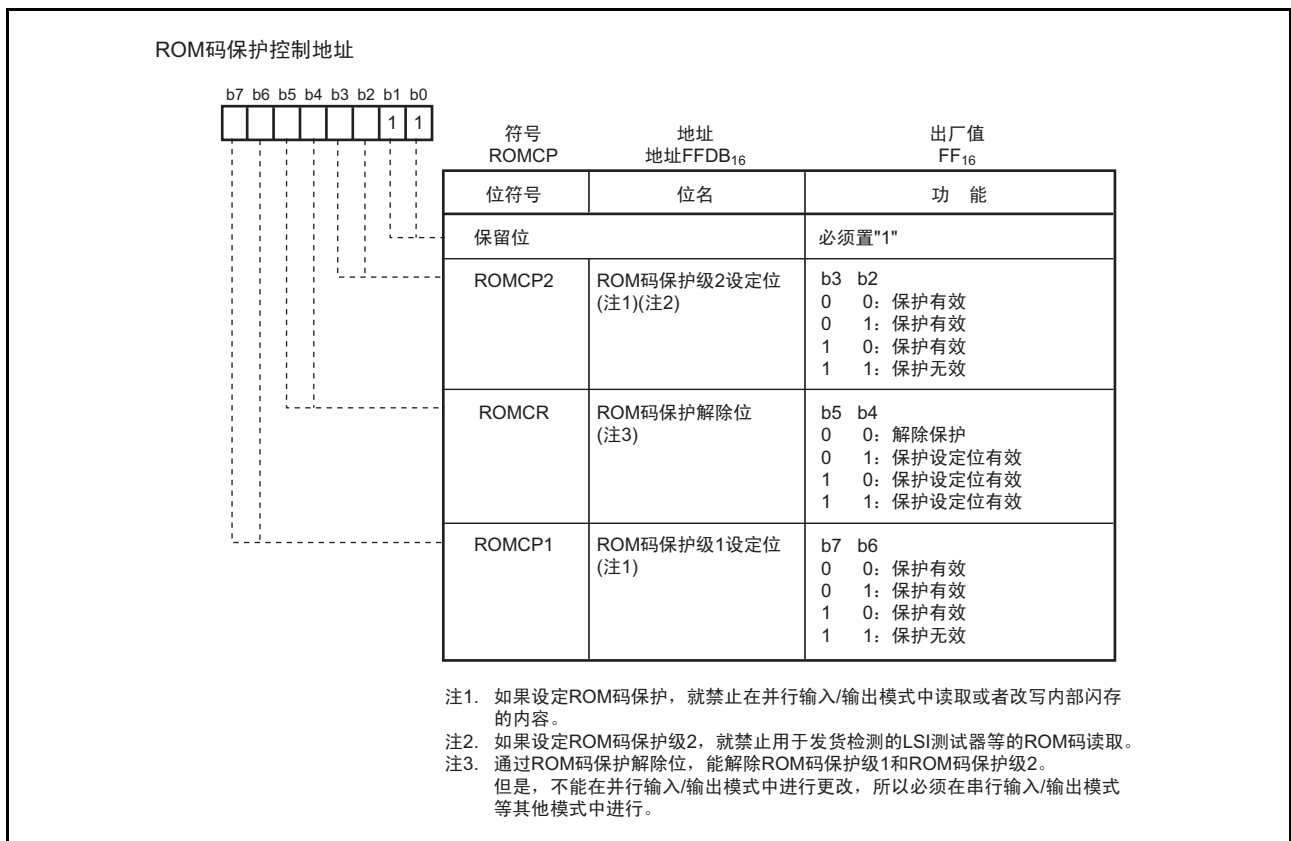 ROM码保护控制地址
b7 b6 b5 b4 b3 b2 b1 b0
1 1
符号 地址 出厂值
ROMCP 地址FFDB16 FF16
位符号 位名 功 能
保留位 必须置"1"
ROMCP2 ROM码保护级2设定位 b3 b2
(注1)(注2) 0 0：保护有效
0 1：保护有效
1 0：保护有效
1 1：保护无效
ROMCR ROM码保护解除位 b5 b4
(注3) 0 0：解除保护
0 1：保护设定位有效
1 0：保护设定位有效
1 1：保护设定位有效
ROMCP1 ROM码保护级1设定位 b7 b6
(注1) 0 0：保护有效
0 1：保护有效
1 0：保护有效
1 1：保护无效
注1. 如果设定ROM码保护，就禁止在并行输入/输出模式中读取或者改写内部闪存
的内容。
注2. 如果设定ROM码保护级2，就禁止用于发货检测的LSI测试器等的ROM码读取。
注3. 通过ROM码保护解除位，能解除ROM码保护级1和ROM码保护级2。
但是，不能在并行输入/输出模式中进行更改，所以必须在串行输入/输出模式
等其他模式中进行。